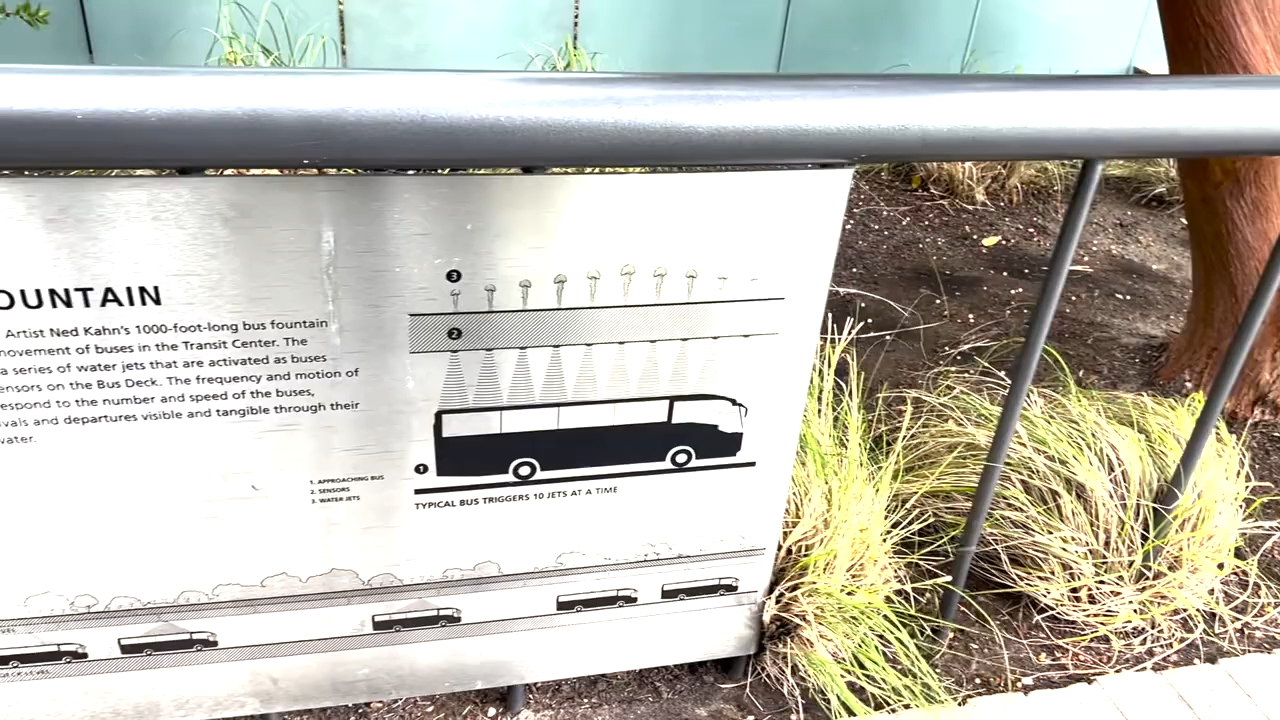 OUNTAIN
Artist Ned Kahn's 1000-foot-long bus fountain
movement of buses in the Transit Center. The
a series of water jets that are activated as buses
ensors on the Bus Deck. The frequency and motion of
espond to the number and speed of the buses,
ivals and departures visible and tangible through their
water.
3
2
1
1. APPROACHING BUS
2. SENSORS
3. WATER JETS
TYPICAL BUS TRIGGERS 10 JETS AT A TIME